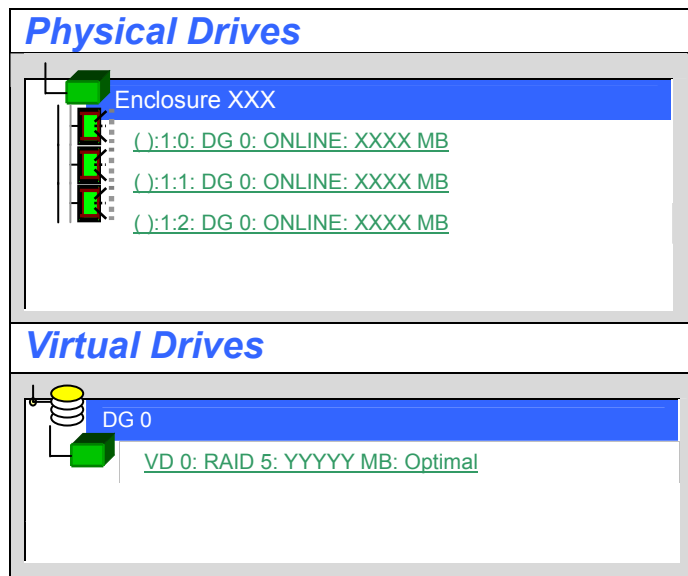 Physical Drives
Enclosure XXX
( ):1:0: DG 0: ONLINE: XXXX MB
( ):1:1: DG 0: ONLINE: XXXX MB
( ):1:2: DG 0: ONLINE: XXXX MB
Virtual Drives
DG 0
VD 0: RAID 5: YYYYY MB: Optimal